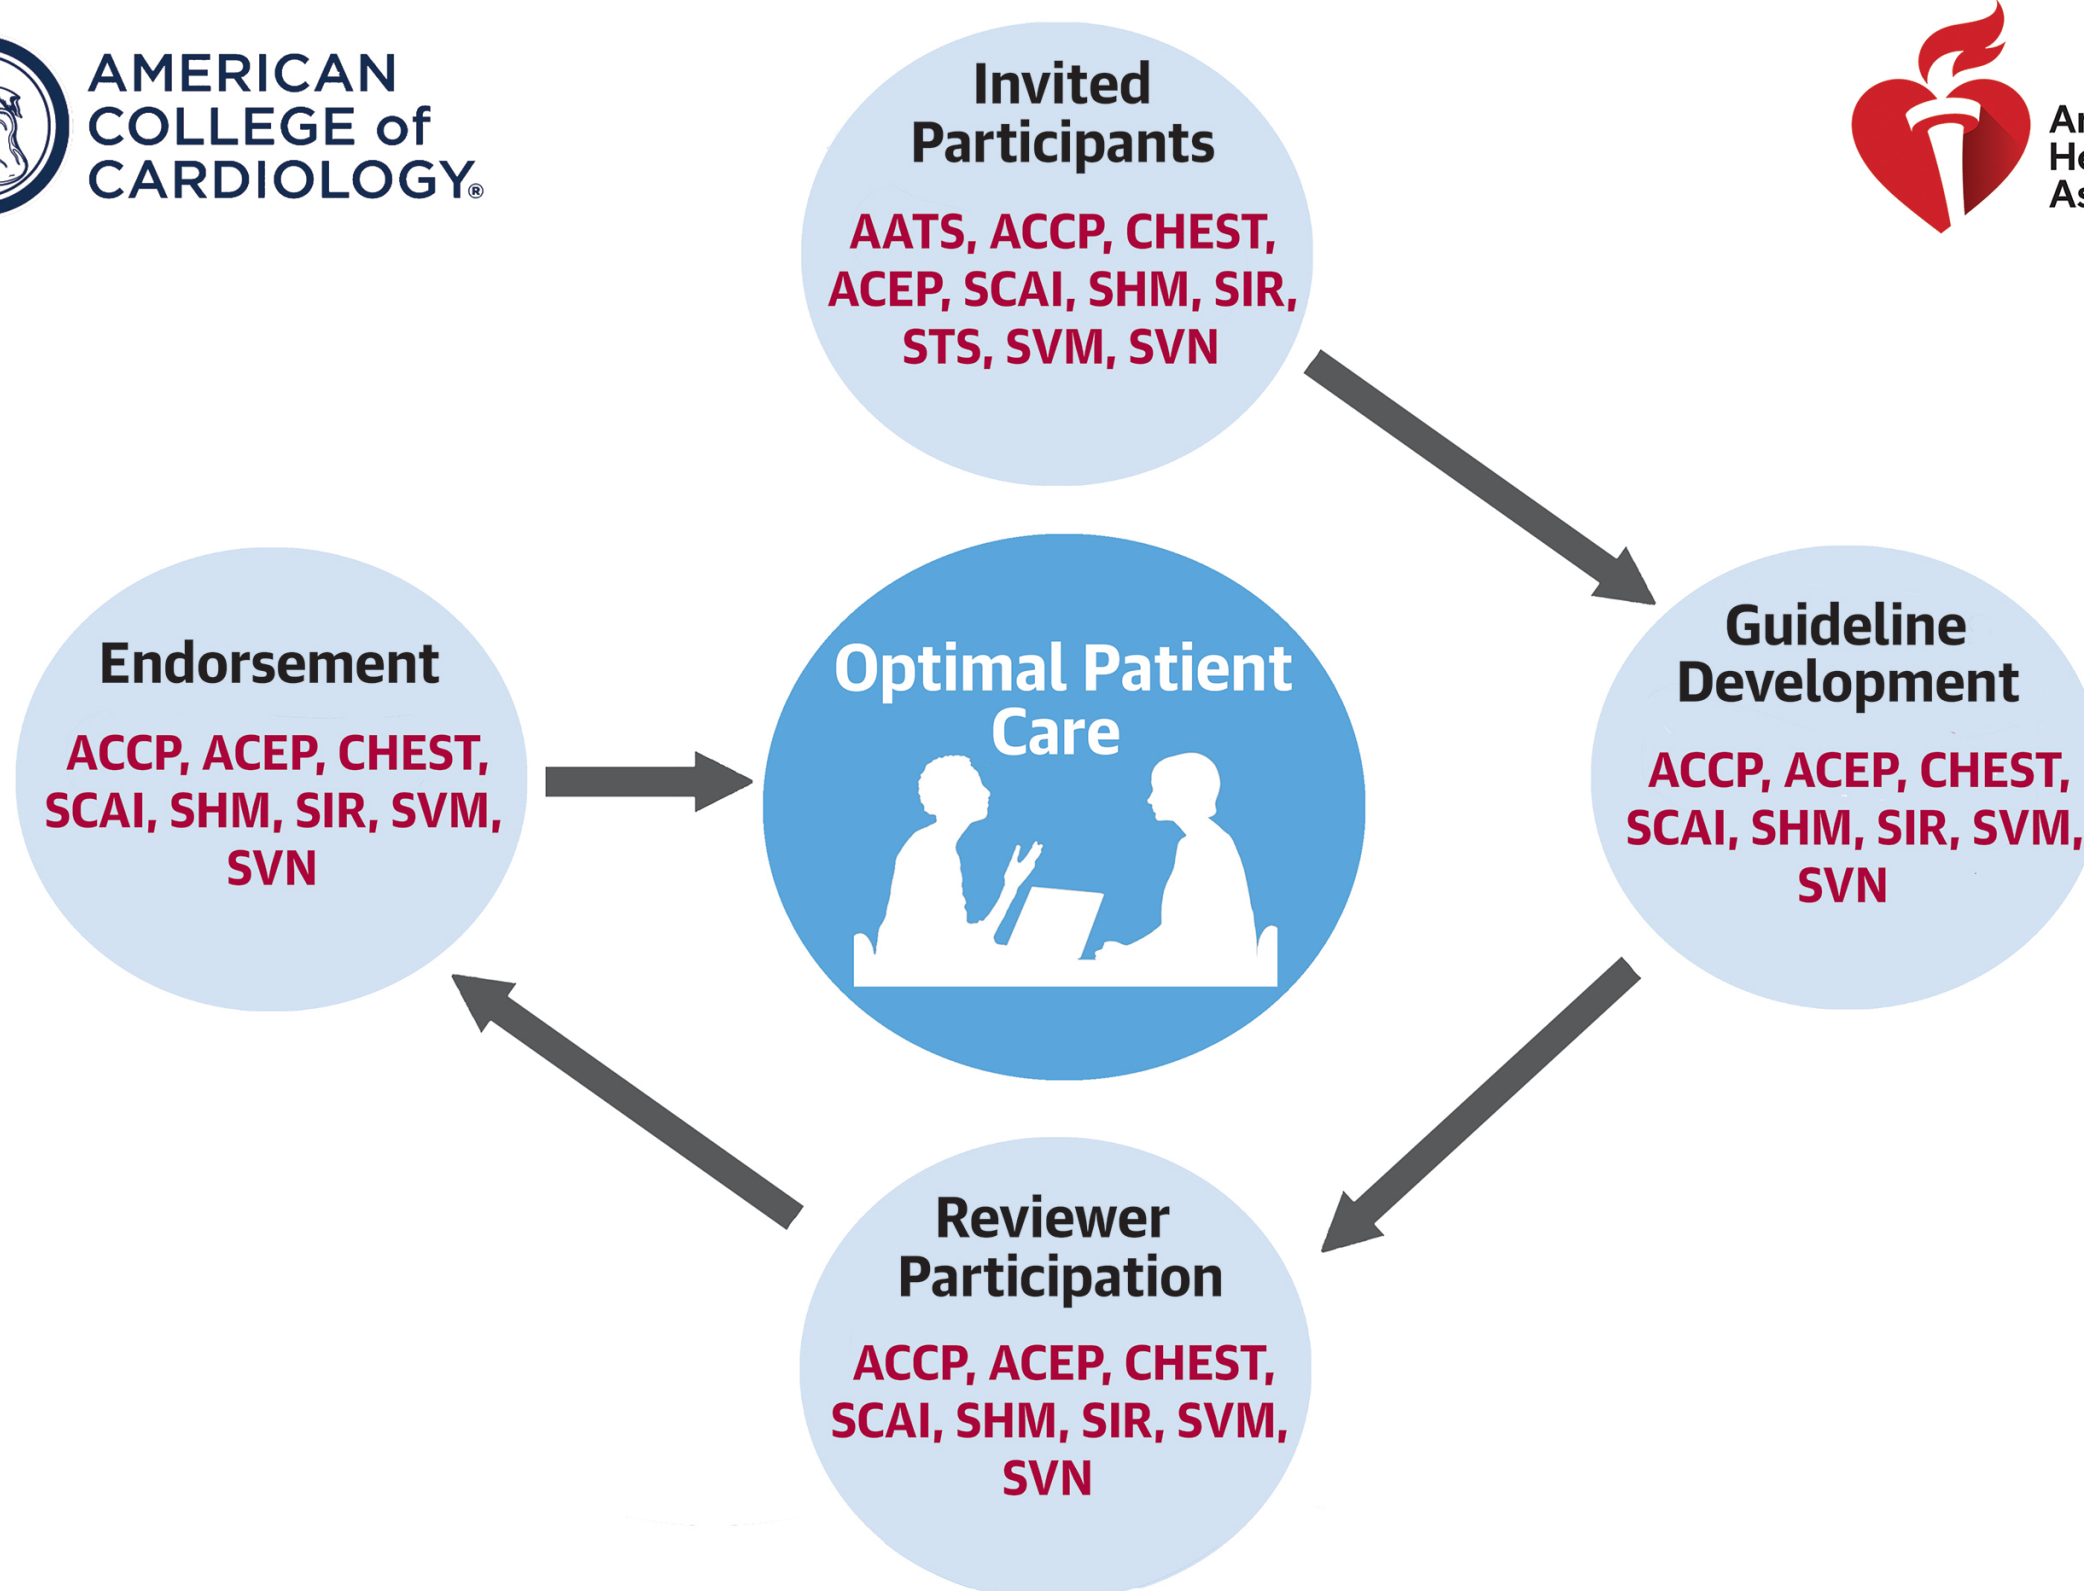 AMERICAN
COLLEGE of
CARDIOLOGY®
Invited
Participants
AATS, ACCP, CHEST,
ACEP, SCAI, SHM, SIR,
STS, SVM, SVN
Guideline
Development
ACCP, ACEP, CHEST,
SCAI, SHM, SIR, SVM,
SVN
Optimal Patient
Care
Endorsement
ACCP, ACEP, CHEST,
SCAI, SHM, SIR, SVM,
SVN
Reviewer
Participation
ACCP, ACEP, CHEST,
SCAI, SHM, SIR, SVM,
SVN